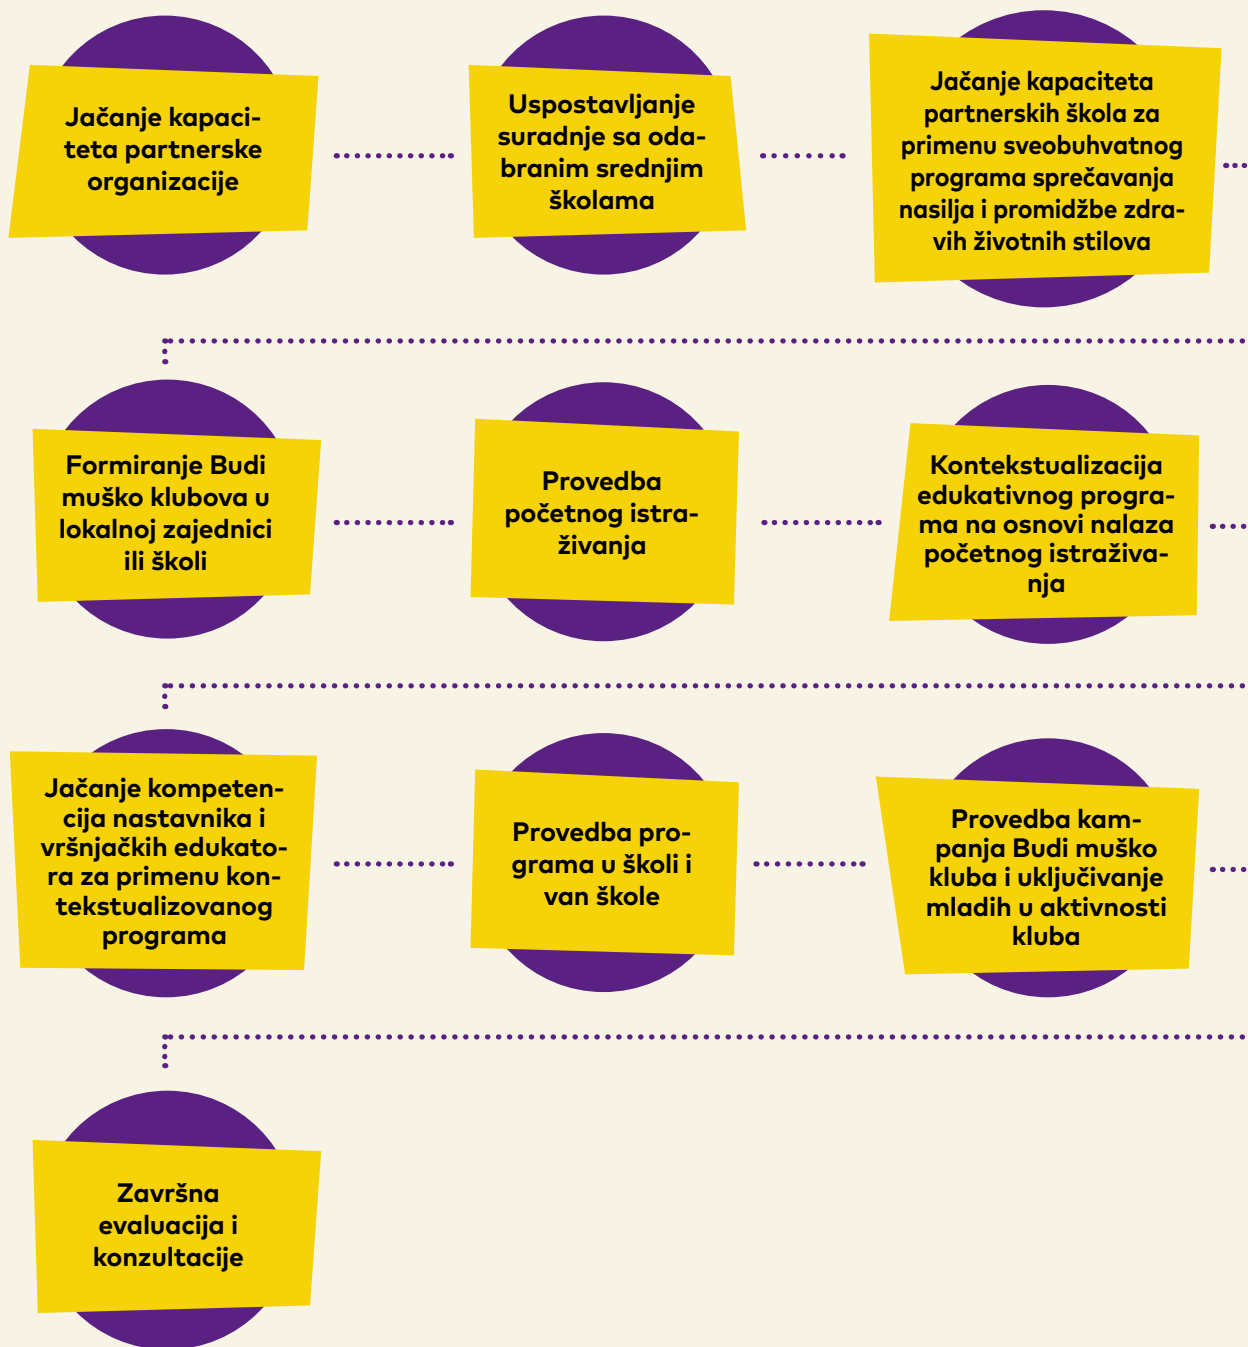 Jačanje kapaci-
teta partnerske
organizacije
Uspostavljanje
suradnje sa oda-
branim srednjim
školama
Jačanje kapaciteta
partnerskih škola za
primenu sveobuhvatnog
programa sprečavanja
nasilja i promidžbe zdra-
vih životnih stilova
Formiranje Budi
muško klubova u
lokalnoj zajednici
ili školi
Provedba
početnog istra-
živanja
Kontekstualizacija
edukativnog progra-
ma na osnovi nalaza
početnog istraživa-
nja
Jačanje kompeten-
cija nastavnika i
vršnjačkih edukato-
ra za primenu kon-
tekstualizovanog
programa
Provedba pro-
grama u školi i
van škole
Provedba kam-
panja Budi muško
kluba i uključivanje
mladih u aktivnosti
kluba
Završna
evaluacija i
konzultacije